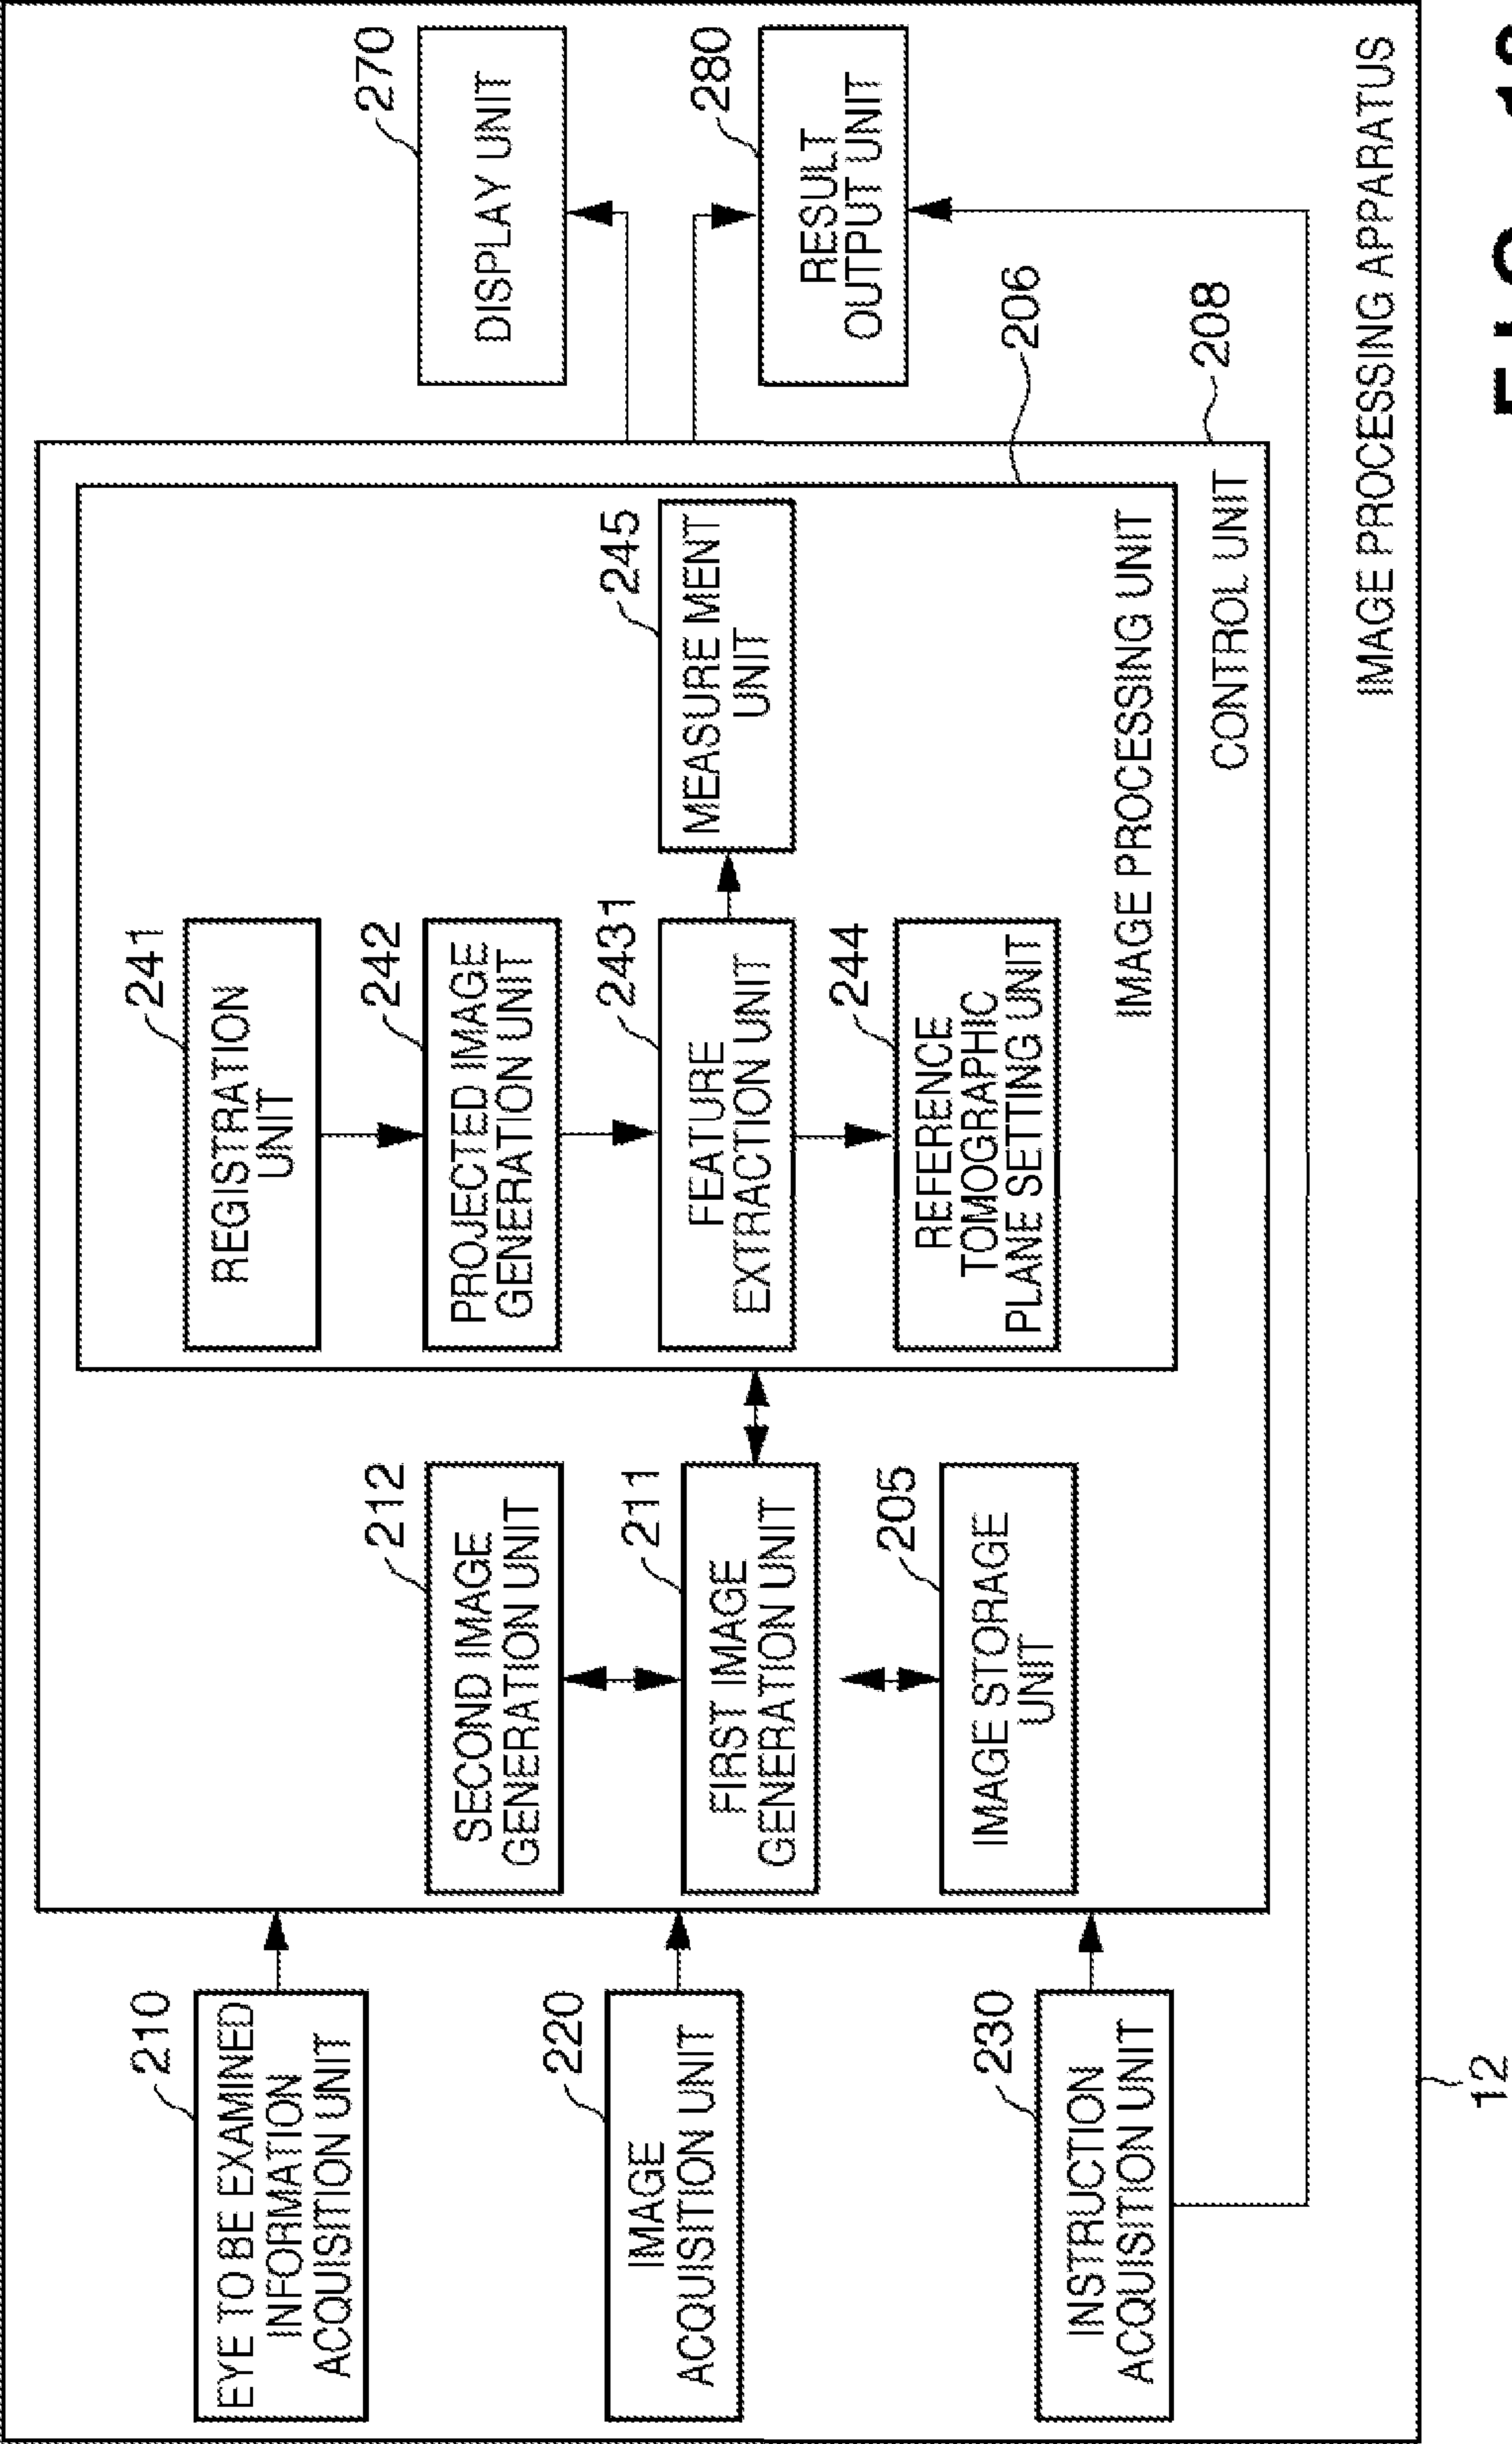 210
EYE TO BE EXAMINED
INFORMATION
ACQUISITION UNIT
220
IMAGE
ACQUISITION UNIT
230
INSTRUCTION
ACQUISITION UNIT
212
SECOND IMAGE
GENERATION UNIT
211
FIRST IMAGE
GENERATION UNIT
205
IMAGE STORAGE
UNIT
241
REGISTRATION
UNIT
242
PROJECTED IMAGE
GENERATION UNIT
2431
FEATURE
EXTRACTION UNIT
244
REFERENCE
TOMOGRAPHIC
PLANE SETTING UNIT
245
MEASURE MENT
UNIT
IMAGE PROCESSING UNIT
206
CONTROL UNIT
208
270
DISPLAY UNIT
280
RESULT
OUTPUT UNIT
IMAGE PROCESSING APPARATUS
12